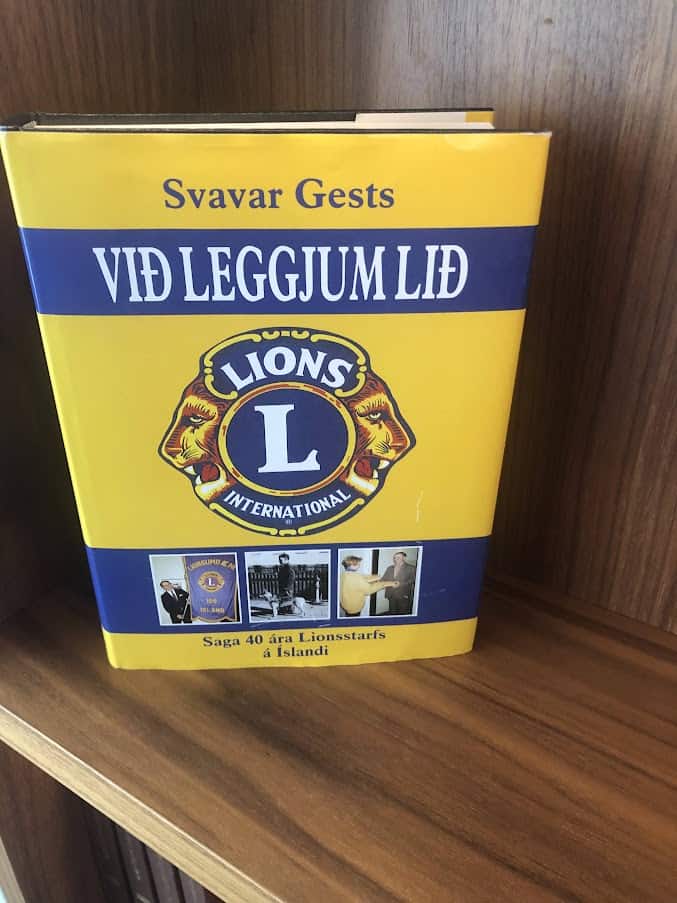 Svavar Gests
VIÐ LEGGJUM LIÐ
LIONS
L
INTERNATIONAL
®
L
Saga 40 ára Lionsstarfs
á Íslandi